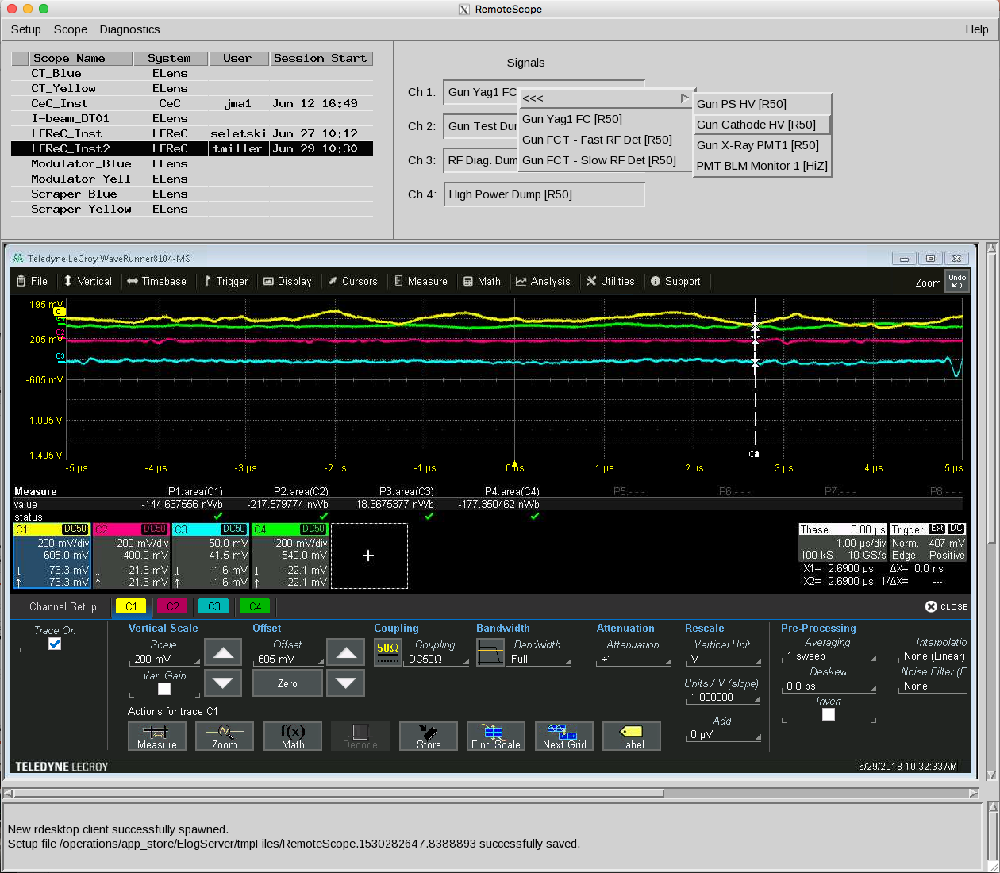 RemoteScope
Setup Scope Diagnostics Help
Scope Name System User Session Start
CT_Blue ELens
CT_Yellow ELens
CeC_Inst CeC jma1 Jun 12 16:49
I-beam_DT01 ELens
LEReC_Inst LEReC seletski Jun 27 10:12
LEReC_Inst2 LEReC tmiller Jun 29 10:30
Modulator_Blue ELens
Modulator_Yell ELens
Scraper_Blue ELens
Scraper_Yellow ELens
Signals
Ch 1: Gun Yag1 FC
Ch 2: Gun Test Dum
Ch 3: RF Diag. Dum
Ch 4: High Power Dump [R50]
<<<
Gun Yag1 FC [R50]
Gun FCT - Fast RF Det [R50]
Gun FCT - Slow RF Det [R50]
Gun PS HV [R50]
Gun Cathode HV [R50]
Gun X-Ray PMT1 [R50]
PMT BLM Monitor 1 [HiZ]
Teledyne LeCroy WaveRunner8104-MS
File Vertical Timebase Trigger Display Cursors Measure Math Analysis Utilities Support Zoom Undo
195 mV
C1
-205 mV
C3
-605 mV
-1.005 V
-1.405 V
-5 µs -4 µs -3 µs -2 µs -1 µs 0 ns 1 µs 2 µs 3 µs 4 µs 5 µs
Measure P1:area(C1) P2:area(C2) P3:area(C3) P4:area(C4) P5:- - - P6:- - - P7:- - - P8:- - -
value -144.637556 nWb -217.579774 nWb 18.3675377 nWb -177.350462 nWb
status
C1 DC50 C2 DC50 C3 DC50 C4 DC50
200 mV/div 200 mV/div 50.0 mV/div 200 mV/div
605.0 mV 400.0 mV 41.5 mV 540.0 mV
-73.3 mV -21.3 mV -1.6 mV -22.1 mV
-73.3 mV -21.3 mV -1.6 mV -22.1 mV
+
Tbase 0.00 µs Trigger Ext DC
1.00 µs/div Norm. 407 mV
100 kS 10 GS/s Edge Positive
X1= 2.6900 µs ΔX= 0.0 ns
X2= 2.6900 µs 1/ΔX= ---
Channel Setup C1 C2 C3 C4 CLOSE
Trace On
Vertical Scale
Scale
200 mV
Var. Gain
Offset
Offset
605 mV
Zero
Coupling
50Ω Coupling
DC50Ω
Bandwidth
Bandwidth
Full
Attenuation
Attenuation
÷1
Rescale
Vertical Unit
V
Units / V (slope)
1.000000
Add
0 µV
Pre-Processing
Averaging
1 sweep
Deskew
0.0 ps
Invert
Interpolatio
None (Linear)
Noise Filter (E
None
Actions for trace C1
Measure Zoom f(x) Math Decode Store Find Scale Next Grid Label
TELEDYNE LECROY 6/29/2018 10:32:33 AM
New rdesktop client successfully spawned.
Setup file /operations/app_store/ElogServer/tmpFiles/RemoteScope.1530282647.8388893 successfully saved.